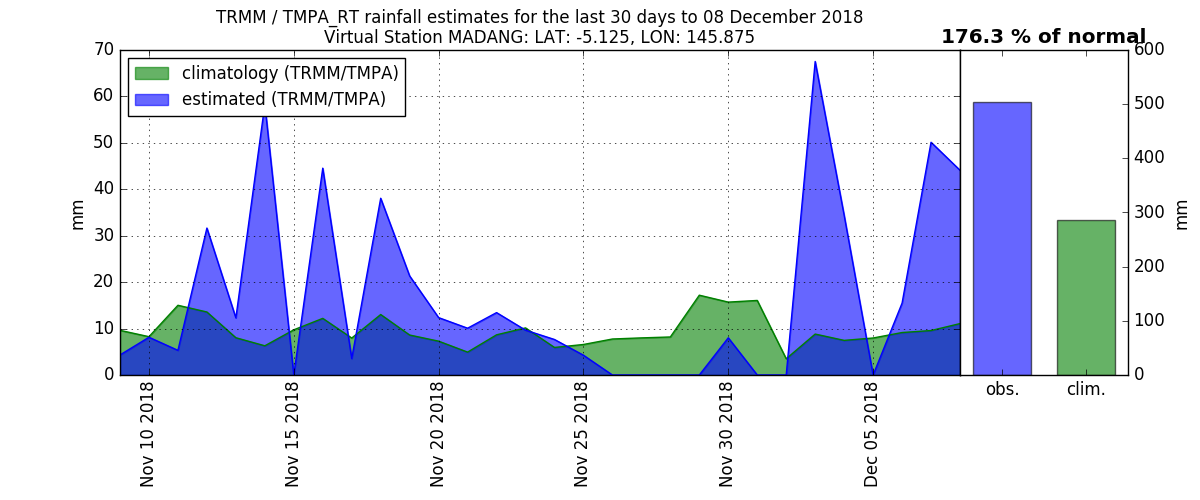 TRMM / TMPA_RT rainfall estimates for the last 30 days to 08 December 2018
Virtual Station MADANG: LAT: -5.125, LON: 145.875
176.3 % of normal
climatology (TRMM/TMPA)
estimated (TRMM/TMPA)
mm
70
60
50
40
30
20
10
0
Nov 10 2018
Nov 15 2018
Nov 20 2018
Nov 25 2018
Nov 30 2018
Dec 05 2018
obs.
clim.
600
500
400
300
200
100
0
mm